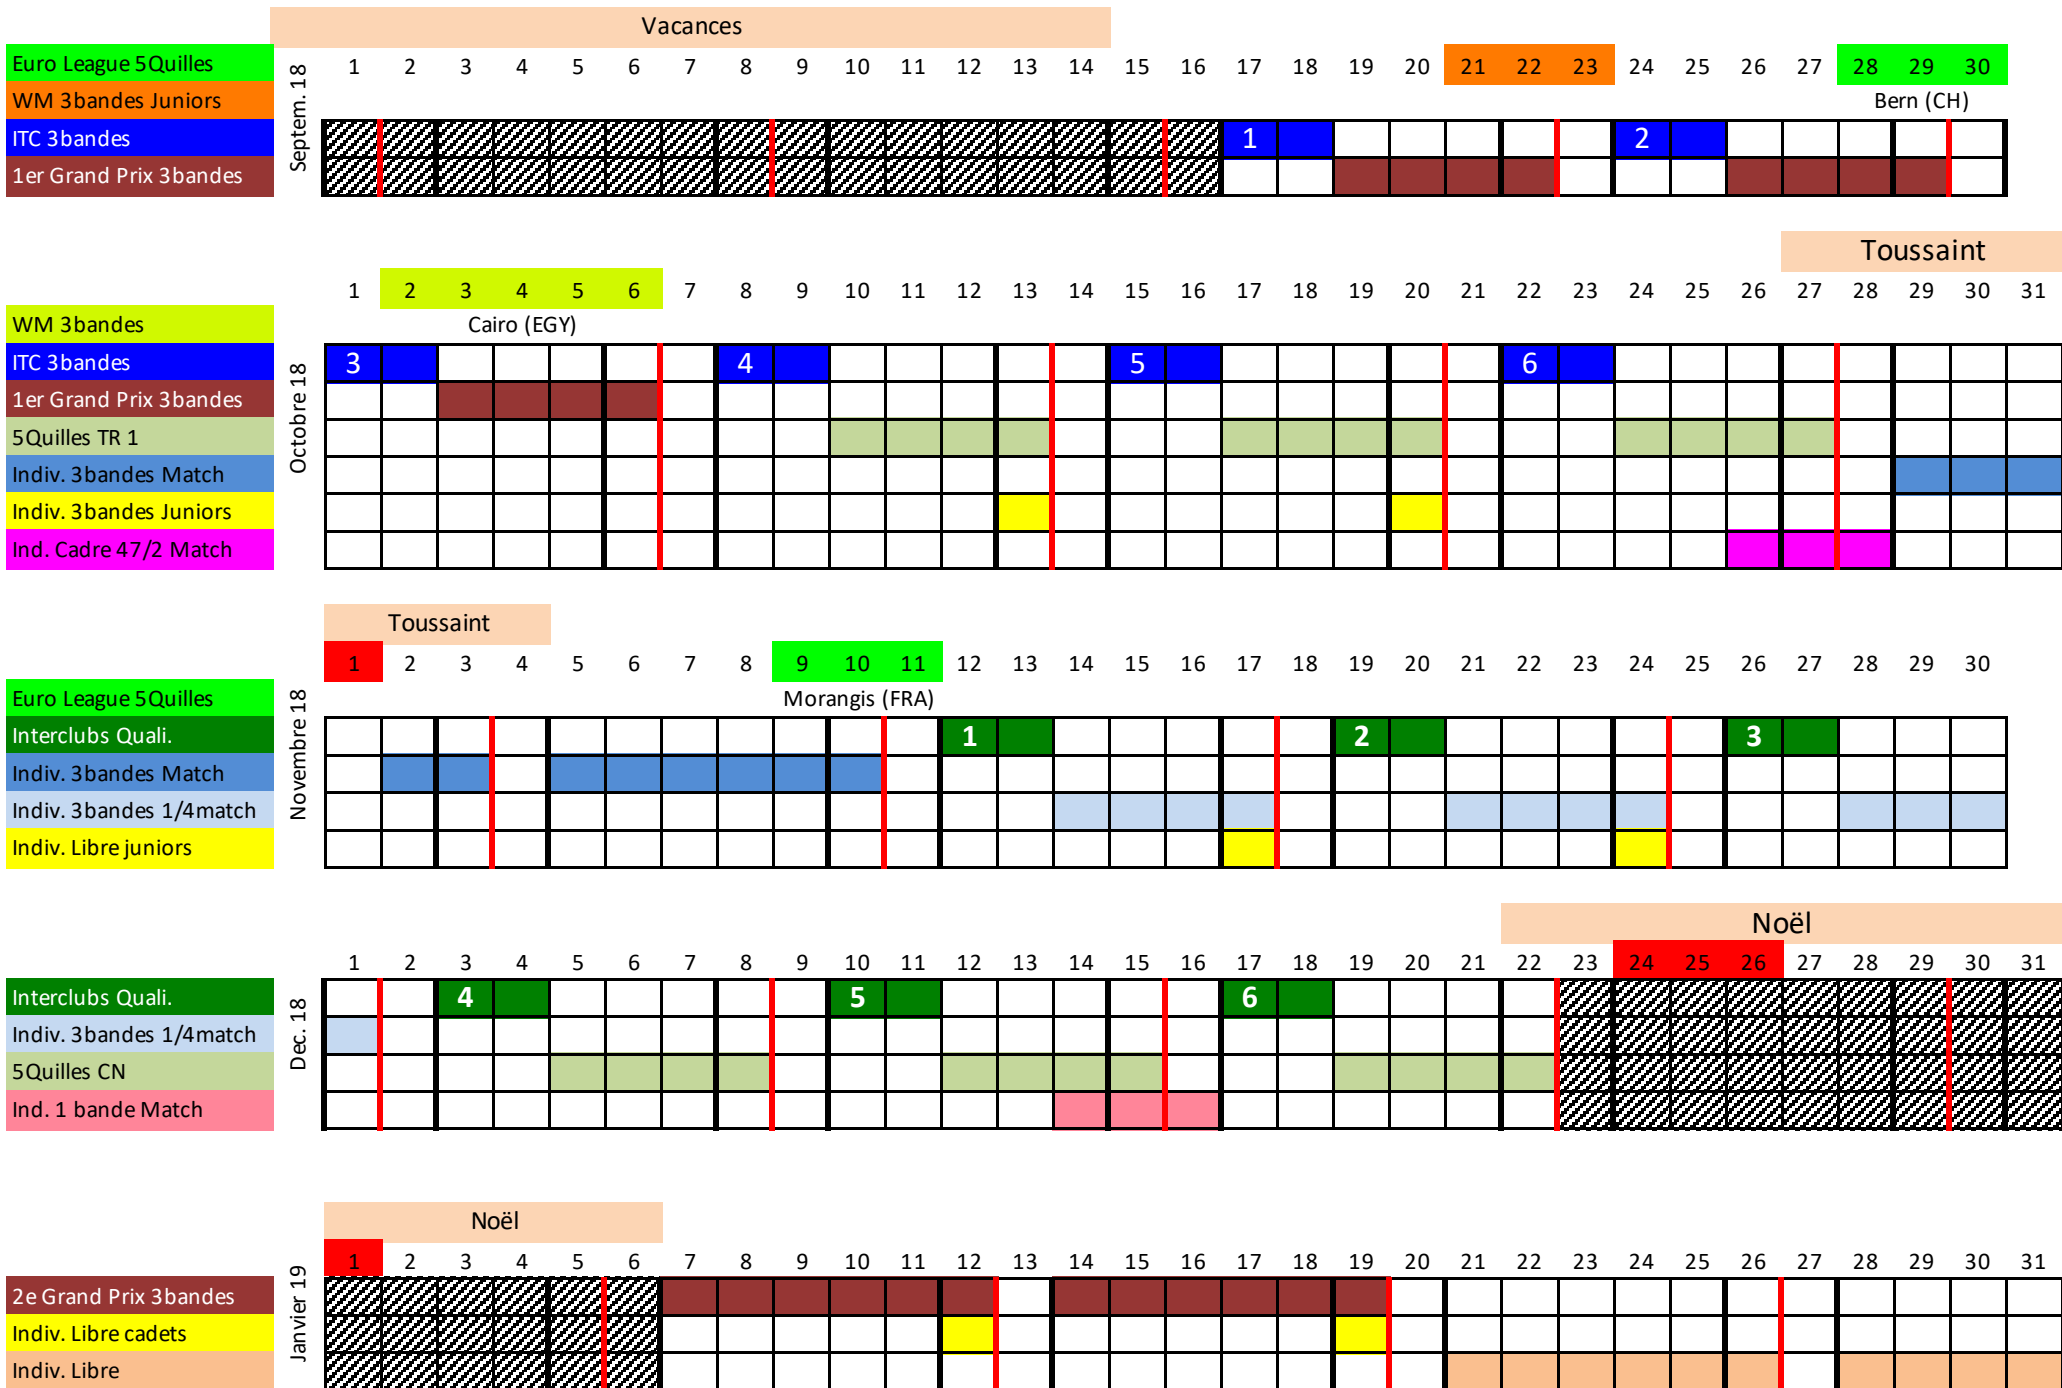 Vacances
Euro League 5Quilles
1 2 3 4 5 6 7 8 9 10 11 12 13 14 15 16 17 18 19 20 21 22 23 24 25 26 27 28 29 30
Septem. 18
WM 3bandes Juniors
Bern (CH)
ITC 3bandes
1 2
1er Grand Prix 3bandes
Toussaint
1 2 3 4 5 6 7 8 9 10 11 12 13 14 15 16 17 18 19 20 21 22 23 24 25 26 27 28 29 30 31
WM 3bandes
Cairo (EGY)
Octobre 18
ITC 3bandes
3 4 5 6
1er Grand Prix 3bandes
5Quilles TR 1
Indiv. 3bandes Match
Indiv. 3bandes Juniors
Ind. Cadre 47/2 Match
Toussaint
1 2 3 4 5 6 7 8 9 10 11 12 13 14 15 16 17 18 19 20 21 22 23 24 25 26 27 28 29 30
Euro League 5Quilles
Morangis (FRA)
Novembre 18
Interclubs Quali.
1 2 3
Indiv. 3bandes Match
Indiv. 3bandes 1/4match
Indiv. Libre juniors
Noël
1 2 3 4 5 6 7 8 9 10 11 12 13 14 15 16 17 18 19 20 21 22 23 24 25 26 27 28 29 30 31
Interclubs Quali.
4 5 6
Dec. 18
Indiv. 3bandes 1/4match
5Quilles CN
Ind. 1 bande Match
Noël
1 2 3 4 5 6 7 8 9 10 11 12 13 14 15 16 17 18 19 20 21 22 23 24 25 26 27 28 29 30 31
Janvier 19
2e Grand Prix 3bandes
Indiv. Libre cadets
Indiv. Libre